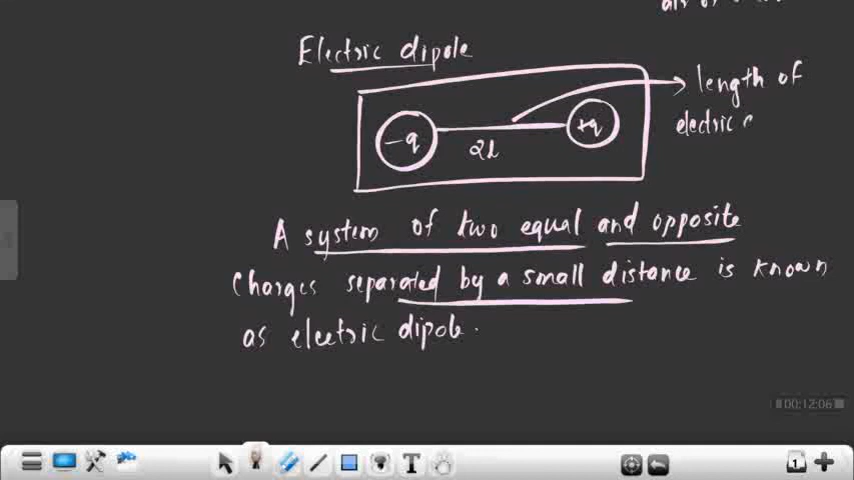 Electric dipole
length of
electric
-q
+q
2l
A system of two equal and opposite
charges separated by a small distance is known
as electric dipole.
00:12:06
T
1